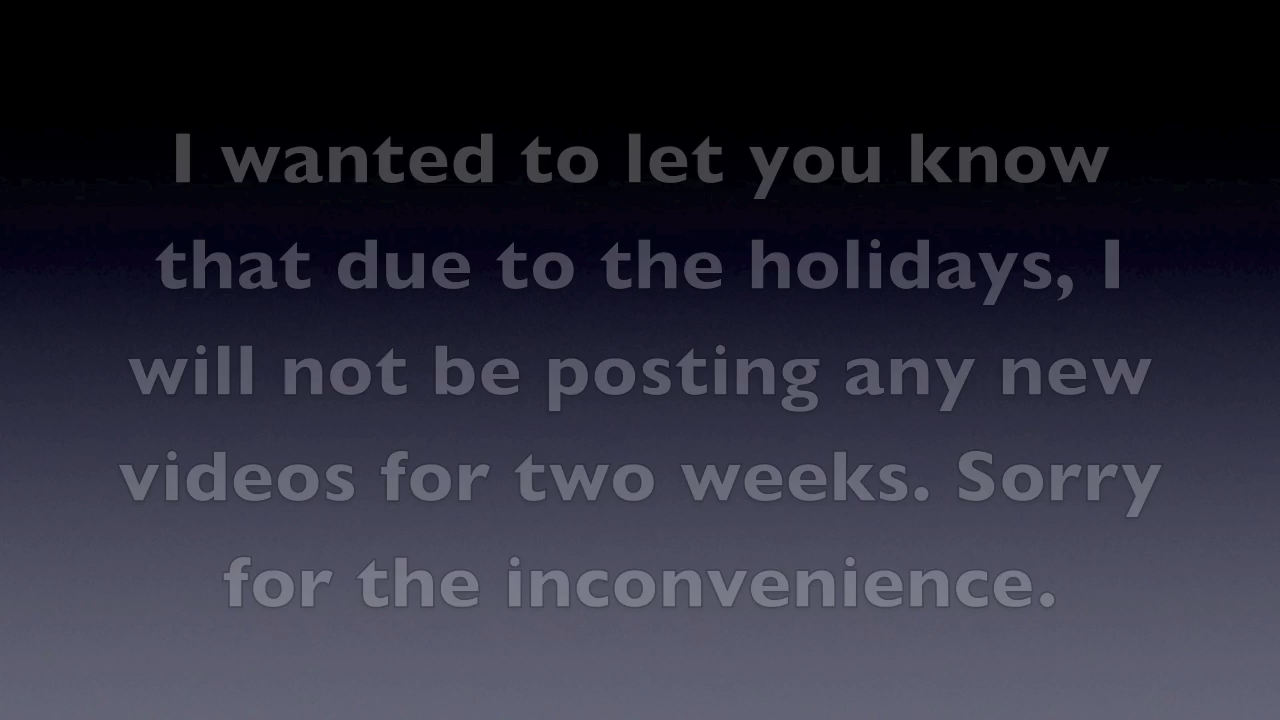 I wanted to let you know
that due to the holidays, I
will not be posting any new
videos for two weeks. Sorry
for the inconvenience.